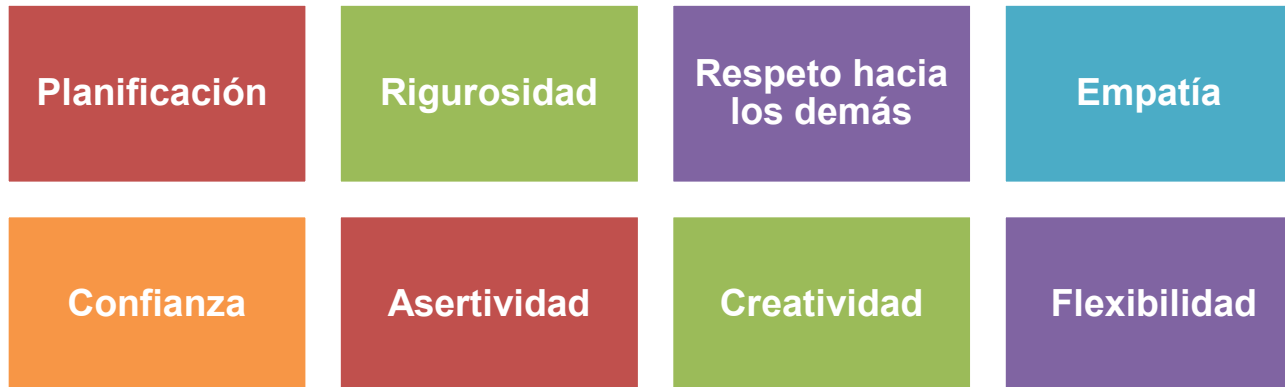 Planificación
Rigurosidad
Respeto hacia
los demás
Empatía
Confianza
Asertividad
Creatividad
Flexibilidad